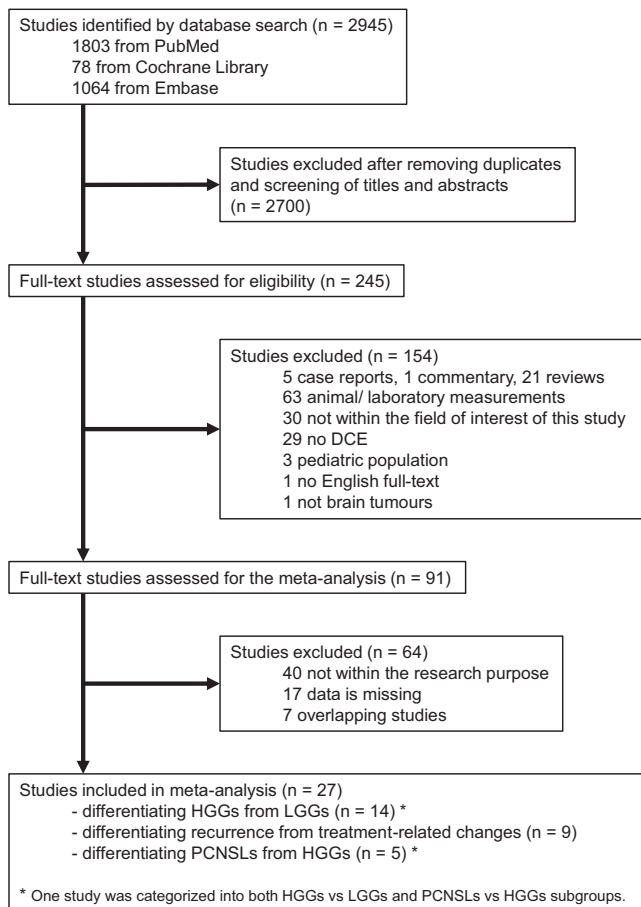 Studies identified by database search (n = 2945)
1803 from PubMed
78 from Cochrane Library
1064 from Embase
Studies excluded after removing duplicates
and screening of titles and abstracts
(n = 2700)
Full-text studies assessed for eligibility (n = 245)
Studies excluded (n = 154)
5 case reports, 1 commentary, 21 reviews
63 animal/ laboratory measurements
30 not within the field of interest of this study
29 no DCE
3 pediatric population
1 no English full-text
1 not brain tumours
Full-text studies assessed for the meta-analysis (n = 91)
Studies excluded (n = 64)
40 not within the research purpose
17 data is missing
7 overlapping studies
Studies included in meta-analysis (n = 27)
- differentiating HGGs from LGGs (n = 14) *
- differentiating recurrence from treatment-related changes (n = 9)
- differentiating PCNSLs from HGGs (n = 5) *
* One study was categorized into both HGGs vs LGGs and PCNSLs vs HGGs subgroups.